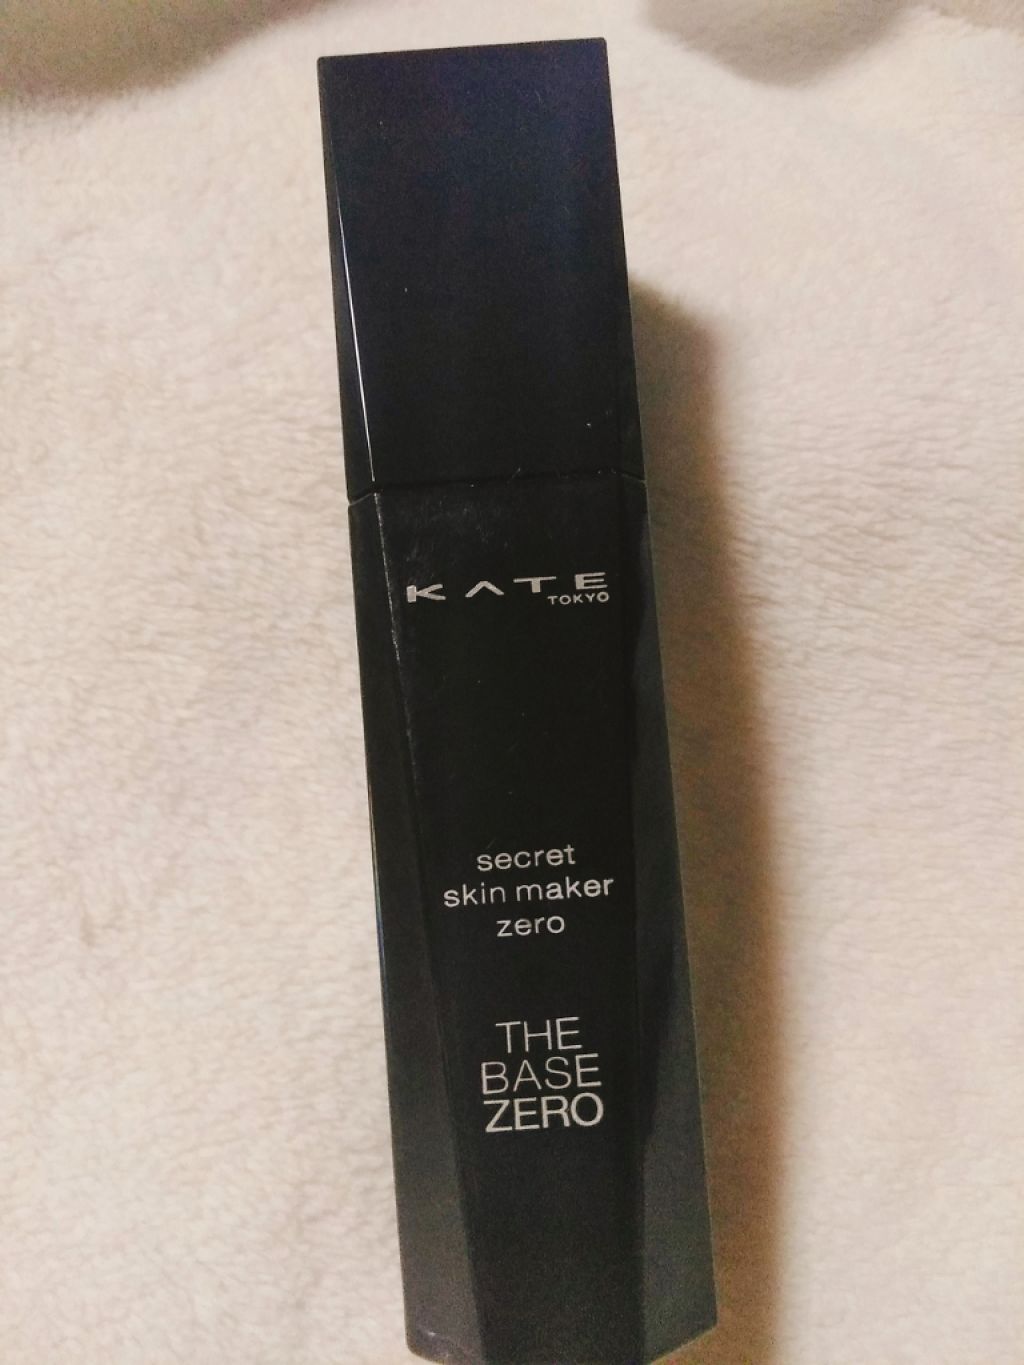 KATE
TOKYO
secret
skin maker
zero
THE
BASE
ZERO